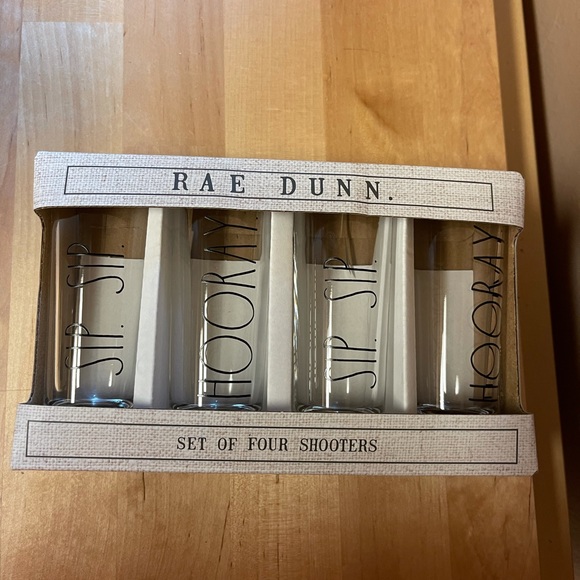 RAE DUNN.
SIP. SIP.
HOORAY.
SIP. SIP.
HOORAY
SET OF FOUR SHOOTERS